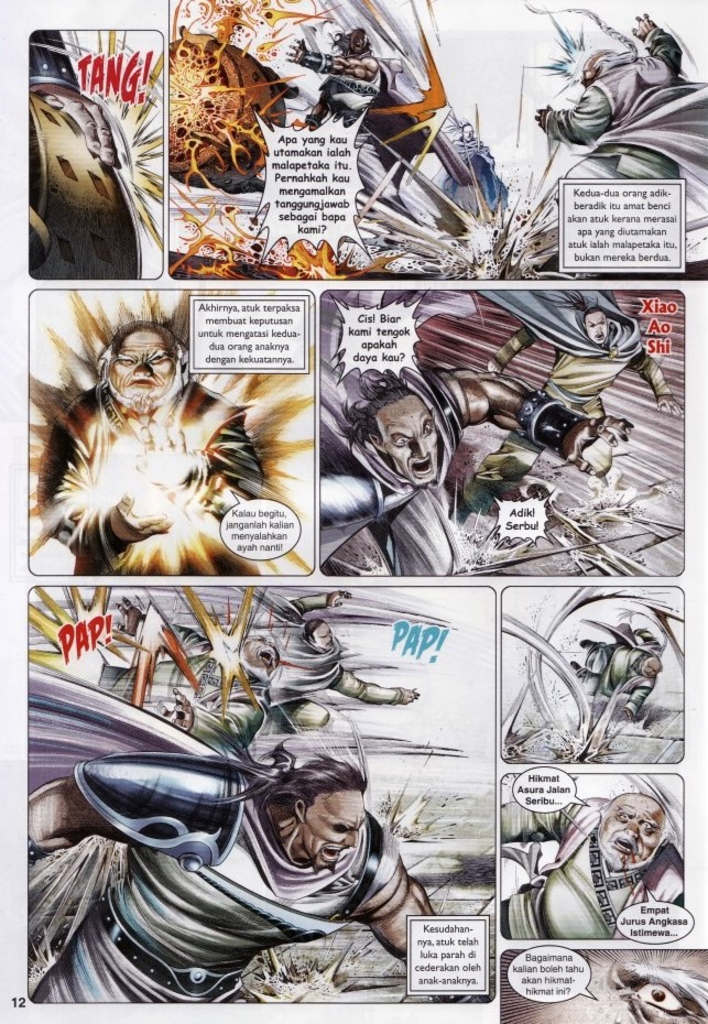 TANG!
Apa yang kau
utamakan ialah
malapetaka itu.
Pernahkah kau
mengamalkan
tanggungjawab
sebagai bapa
kami?
Kedua-dua orang adik-
beradik itu amat benci
akan atuk kerana merasai
apa yang diutamakan
atuk ialah malapetaka itu,
bukan mereka berdua.
Akhirnya, atuk terpaksa
membuat keputusan
untuk mengatasi kedua-
dua orang anaknya
dengan kekuatannya.
Kalau begitu,
janganlah kalian
menyalahkan
ayah nanti!
Cis! Biar
kami tengok
apakah
daya kau?
Xiao
Ao
Shi
Adik!
Serbu!
PAP!
PAP!
Kesudahan-
nya, atuk telah
luka parah di
cederakan oleh
anak-anaknya.
Hikmat
Asura Jalan
Seribu...
Empat
Jurus Angkasa
Istimewa...
Bagaimana
kalian boleh tahu
akan hikmat-
hikmat ini?
12